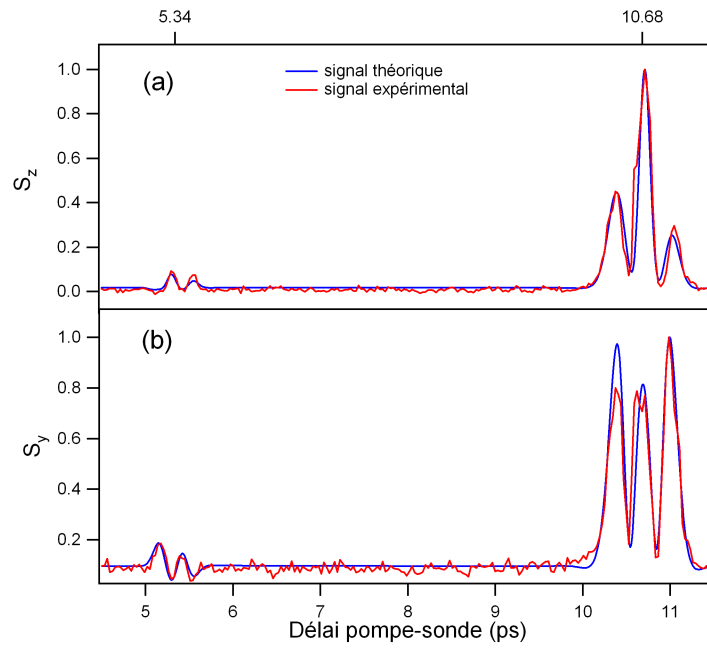 5.34 10.68
(a)
signal théorique
signal expérimental
1.0
0.8
0.6
0.4
0.2
0.0
Sz
(b)
1.0
0.8
0.6
0.4
0.2
Sy
5 6 7 8 9 10 11
Délai pompe-sonde (ps)